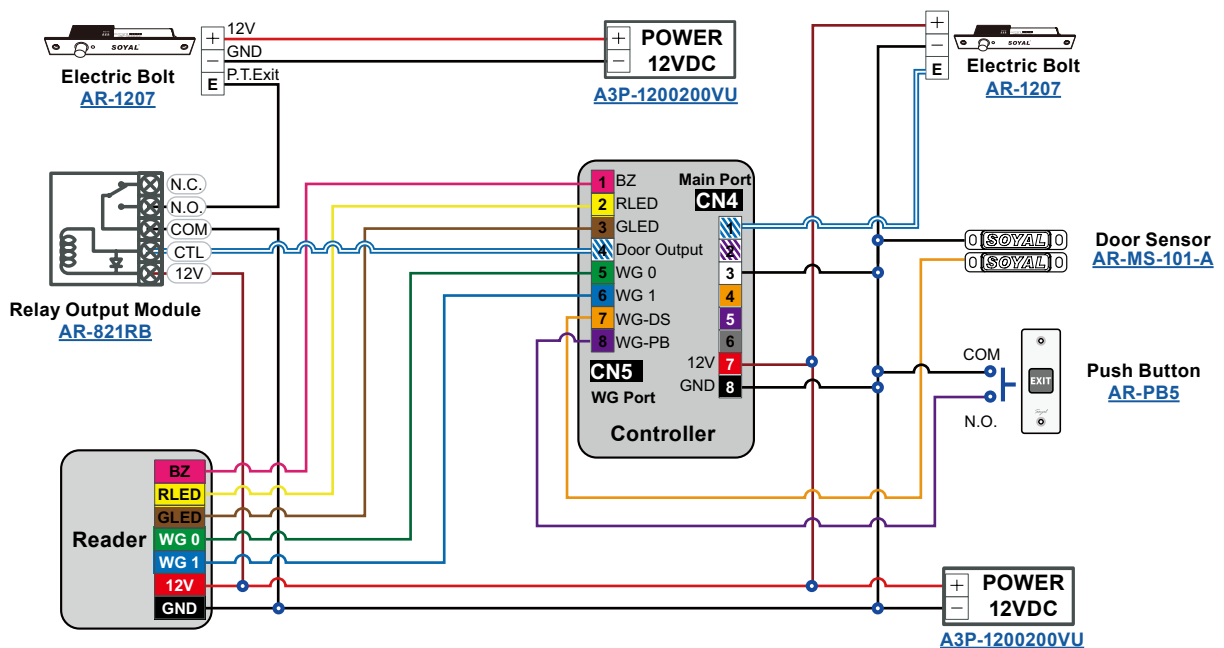 SOYAL
Electric Bolt
AR-1207
+
12V
−
GND
E
P.T.Exit
+
−
POWER
12VDC
A3P-1200200VU
+
−
E
SOYAL
Electric Bolt
AR-1207
N.C.
N.O.
COM
CTL
12V
Relay Output Module
AR-821RB
1 BZ
2 RLED
3 GLED
4 Door Output
5 WG 0
6 WG 1
7 WG-DS
8 WG-PB
CN5
WG Port
Main Port
CN4
1
2
3
4
5
6
12V 7
GND 8
Controller
SOYAL
SOYAL
Door Sensor
AR-MS-101-A
COM
N.O.
EXIT
Push Button
AR-PB5
Reader
BZ
RLED
GLED
WG 0
WG 1
12V
GND
+
−
POWER
12VDC
A3P-1200200VU